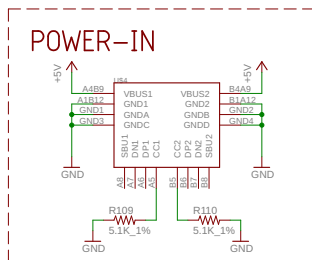 POWER-IN
+5V
+5V
U$4
A4B9 VBUS1 VBUS2 B4A9
A1B12 GND1 GND2 B1A12
GND1 GNDA GNDB GND2
GND3 GNDC GNDD GND4
SBU1 DN1 DP1 CC1 CC2 DP2 DN2 SBU2
A8 A7 A6 A5 B5 B6 B7 B8
GND
GND
R109 R110
5.1K_1% 5.1K_1%
GND GND